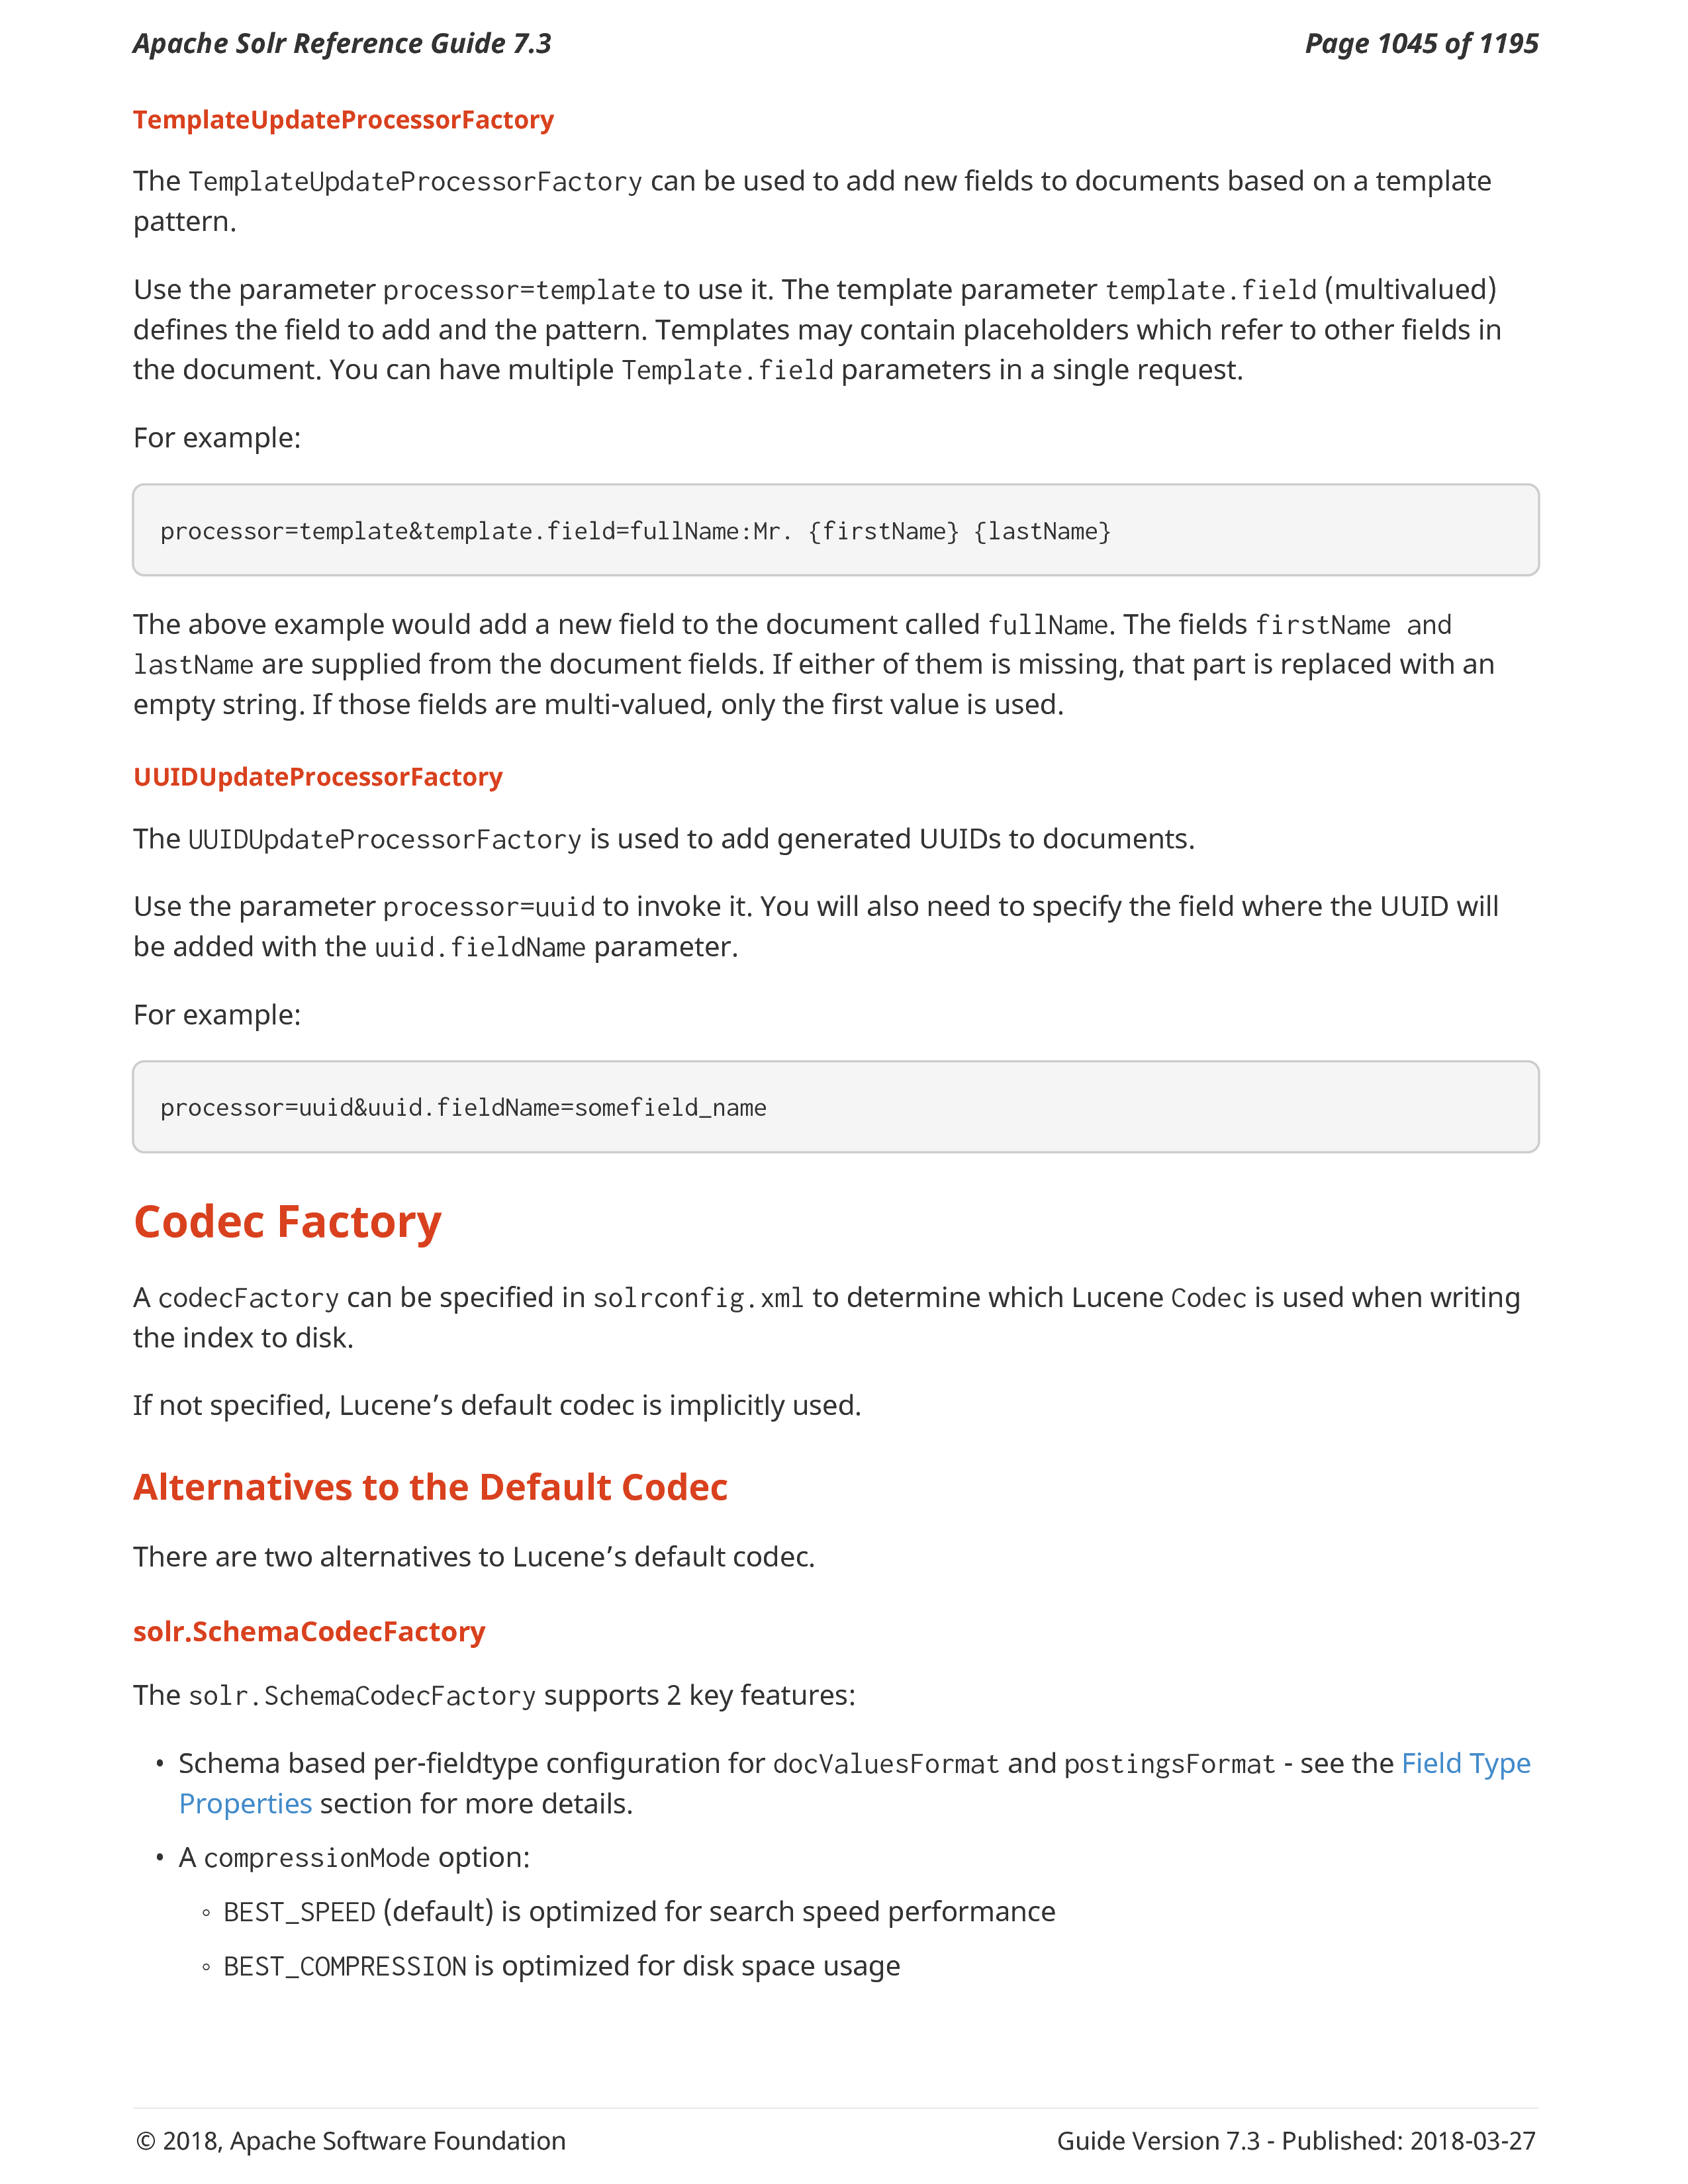 Apache Solr Reference Guide 7.3 Page 1045 of 1195
TemplateUpdateProcessorFactory
The TemplateUpdateProcessorFactory can be used to add new fields to documents based on a template
pattern.
Use the parameter processor=template to use it. The template parameter template.field (multivalued)
defines the field to add and the pattern. Templates may contain placeholders which refer to other fields in
the document. You can have multiple Template.field parameters in a single request.
For example:
processor=template&template.field=fullName:Mr. {firstName} {lastName}
The above example would add a new field to the document called fullName. The fields firstName and
lastName are supplied from the document fields. If either of them is missing, that part is replaced with an
empty string. If those fields are multi-valued, only the first value is used.
UUIDUpdateProcessorFactory
The UUIDUpdateProcessorFactory is used to add generated UUIDs to documents.
Use the parameter processor=uuid to invoke it. You will also need to specify the field where the UUID will
be added with the uuid.fieldName parameter.
For example:
processor=uuid&uuid.fieldName=somefield_name
Codec Factory
A codecFactory can be specified in solrconfig.xml to determine which Lucene Codec is used when writing
the index to disk.
If not specified, Lucene’s default codec is implicitly used.
Alternatives to the Default Codec
There are two alternatives to Lucene’s default codec.
solr.SchemaCodecFactory
The solr.SchemaCodecFactory supports 2 key features:
• Schema based per-fieldtype configuration for docValuesFormat and postingsFormat - see the Field Type
Properties section for more details.
• A compressionMode option:
◦ BEST_SPEED (default) is optimized for search speed performance
◦ BEST_COMPRESSION is optimized for disk space usage
© 2018, Apache Software Foundation Guide Version 7.3 - Published: 2018-03-27